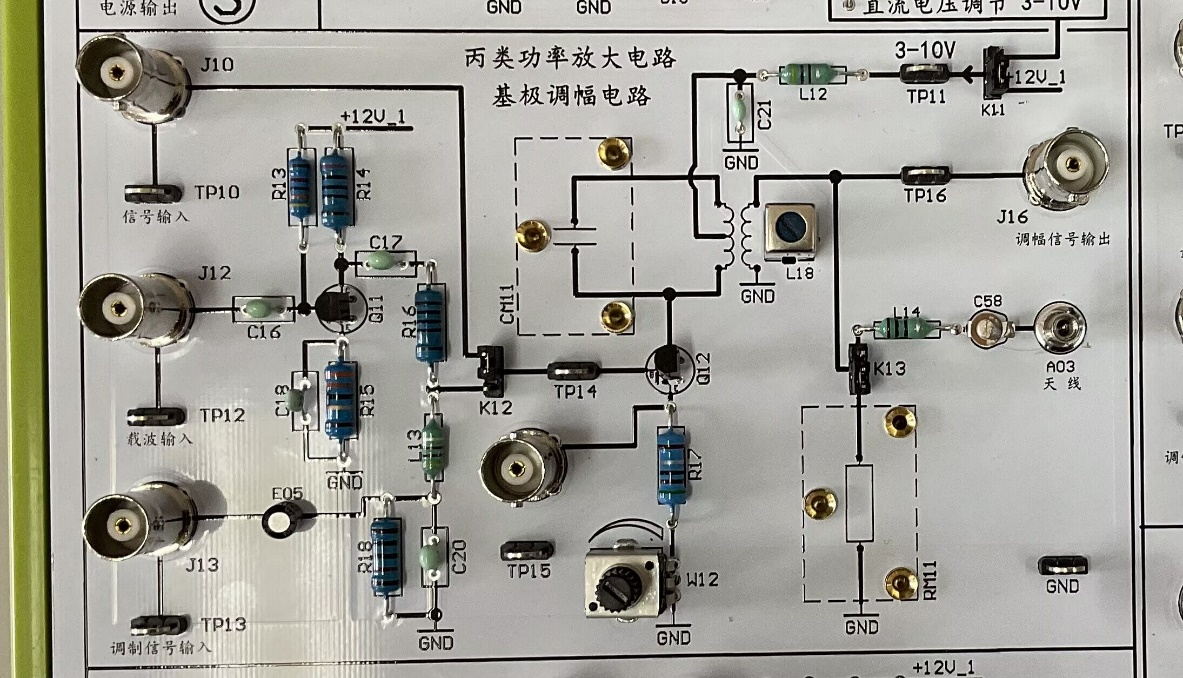 电源输出
3
GND
GND
直流电压调节 3-10V
J10
丙类功率放大电路
基极调幅电路
3-10V
L12
TP11
+12V_1
K11
+12V_1
C21
GND
R13
R14
TP10
信号输入
TP16
J16
调幅信号输出
J12
C17
L18
GND
C16
Q11
R16
CM11
C58
L14
A03
天线
TP12
载波输入
C18
R15
K12
TP14
Q12
K13
L13
GND
R17
E05
J13
R18
C20
TP15
W12
RM11
GND
TP13
调制信号输入
GND
GND
GND
+12V_1
TP